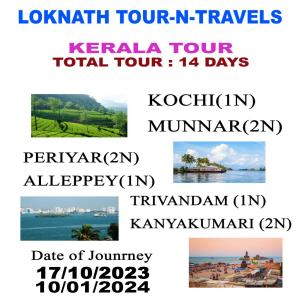 LOKNATH TOUR-N-TRAVELS
KERALA TOUR
TOTAL TOUR : 14 DAYS
KOCHI(1N)
MUNNAR(2N)
PERIYAR(2N)
ALLEPPEY(1N)
TRIVANDAM (1N)
KANYAKUMARI (2N)
Date of Jounrney
17/10/2023
10/01/2024